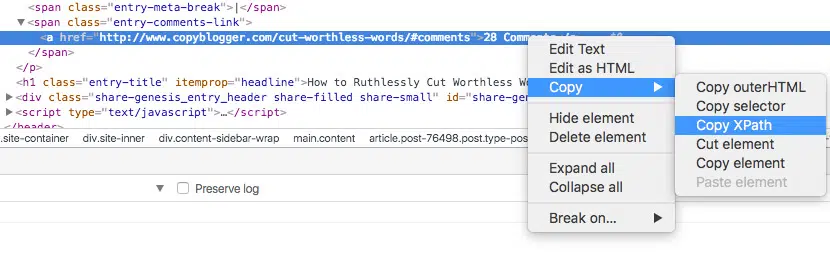 <span class="entry-meta-break">|</span>
▼<span class="entry-comments-link">
<a href="http://www.copyblogger.com/cut-worthless-words/#comments">28 Comments
</span>
</p>
<h1 class="entry-title" itemprop="headline">How to Ruthlessly Cut Worthless
▶<div class="share-genesis_entry_header share-filled share-small" id="share-
▶<script type="text/javascript">…</script>
</header>
.site-container div.site-inner div.content-sidebar-wrap main.content article.post-76498.post.type-pos
▼ Preserve log
Edit Text
Edit as HTML
Copy ▶
Hide element
Delete element
Expand all
Collapse all
Break on... ▶
Copy outerHTML
Copy selector
Copy XPath
Cut element
Copy element
Paste element